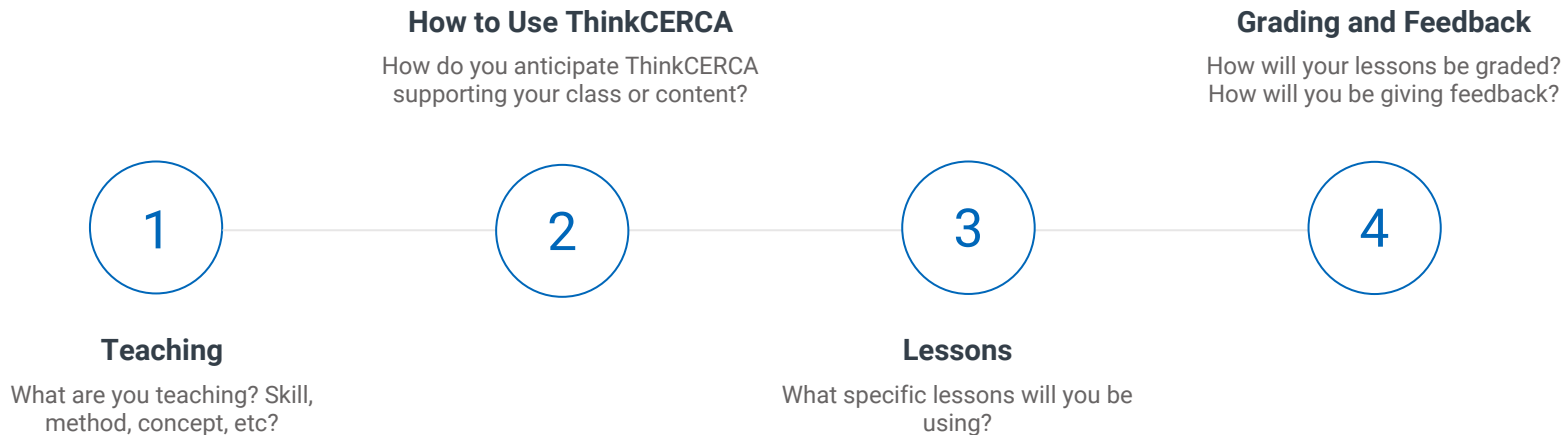 How to Use ThinkCERCA
How do you anticipate ThinkCERCA
supporting your class or content?
Grading and Feedback
How will your lessons be graded?
How will you be giving feedback?
1
2
3
4
Teaching
What are you teaching? Skill,
method, concept, etc?
Lessons
What specific lessons will you be
using?